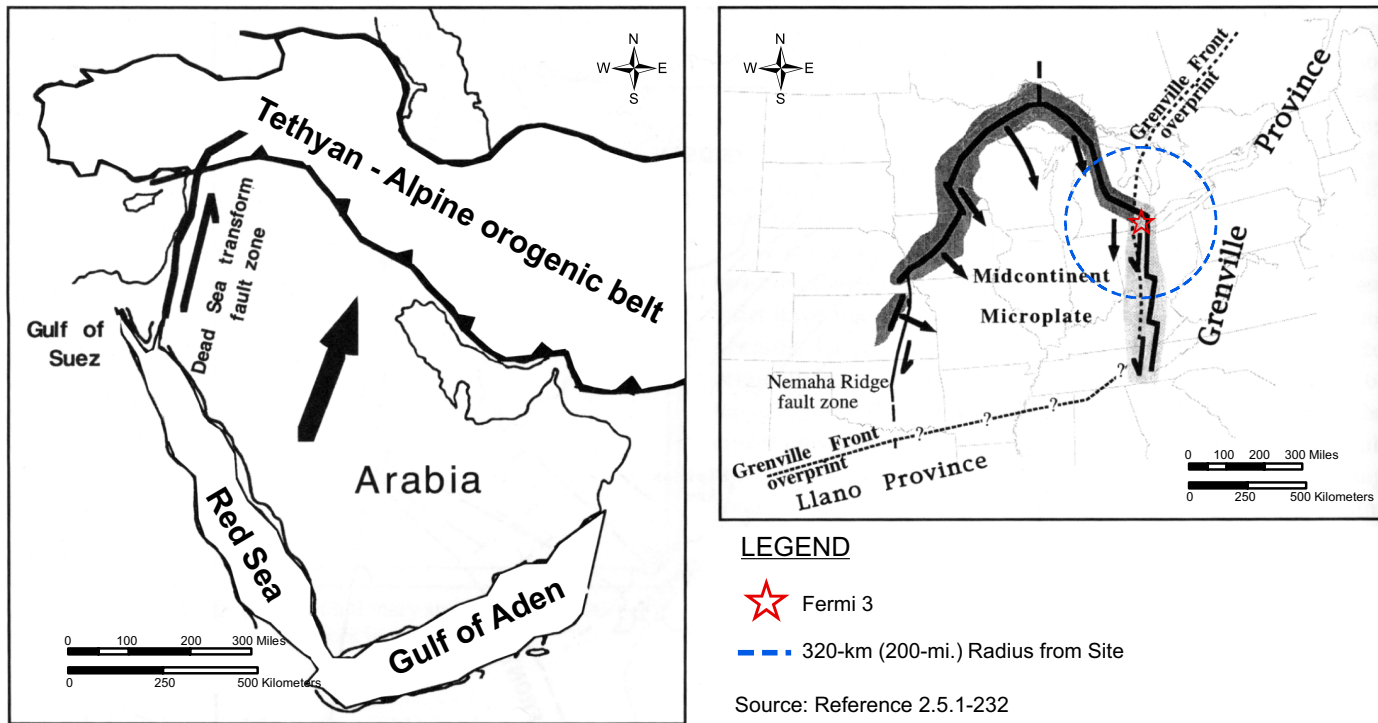 N
W E
S
Tethyan - Alpine orogenic belt
Dead Sea transform
fault zone
Gulf of
Suez
Arabia
Red Sea
Gulf of Aden
0 100 200 300 Miles
0 250 500 Kilometers
N
W E
S
Grenville Front
overprint
Province
Grenville
Midcontinent
Microplate
Nemaha Ridge
fault zone
? ? ? ?
Grenville Front
overprint
Llano Province
0 100 200 300 Miles
0 250 500 Kilometers
LEGEND
Fermi 3
320-km (200-mi.) Radius from Site
Source: Reference 2.5.1-232